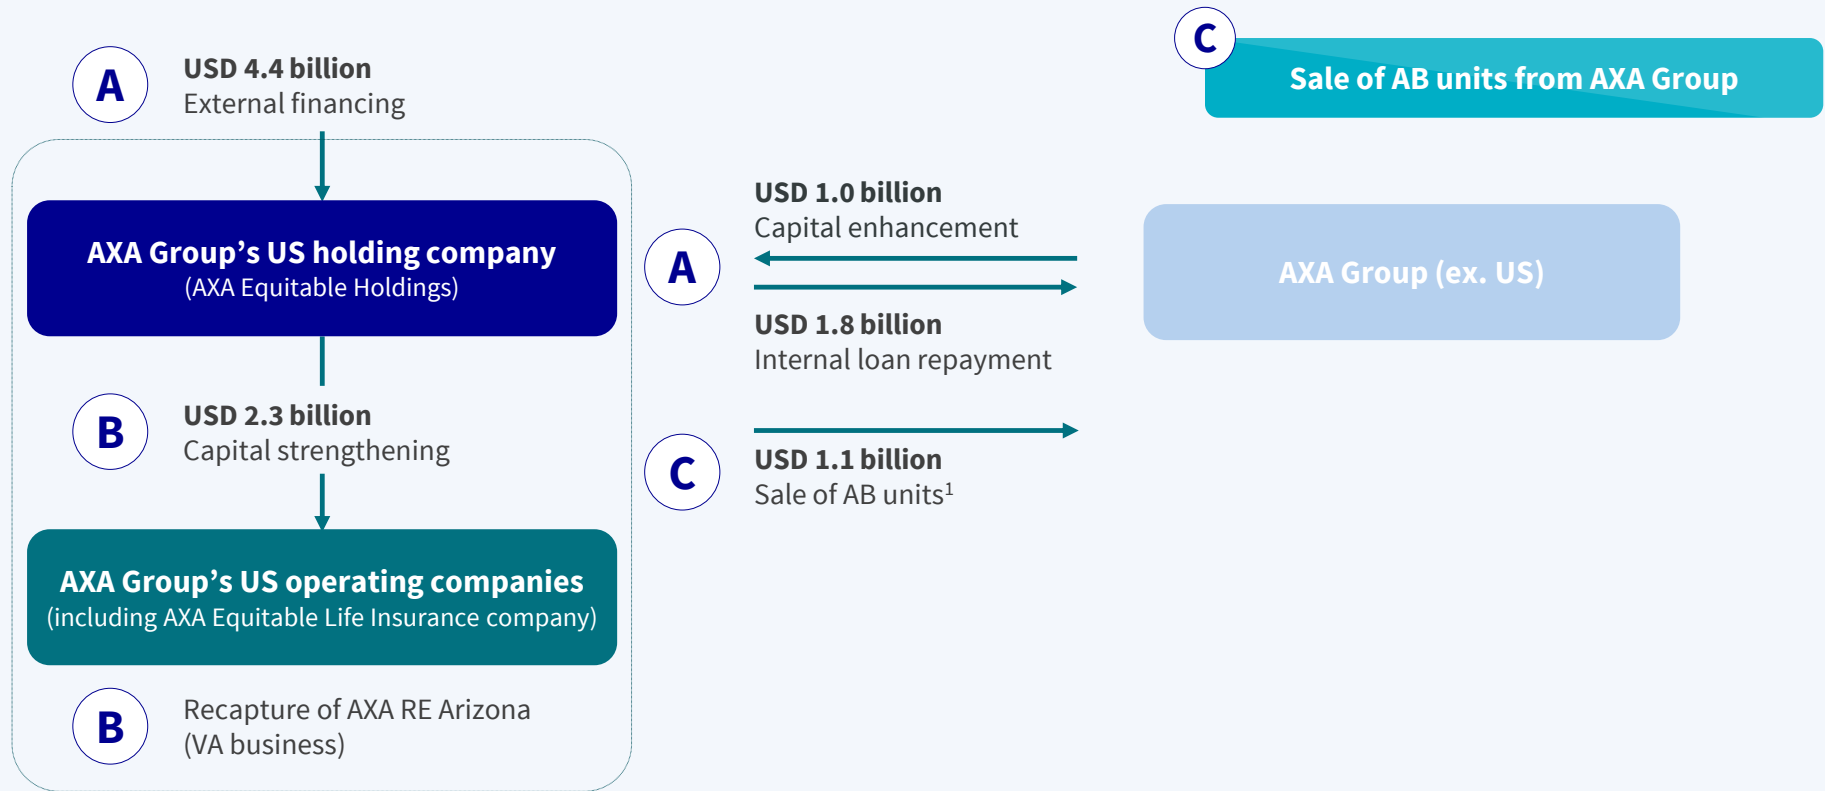 A
USD 4.4 billion
External financing
AXA Group’s US holding company
(AXA Equitable Holdings)
B
USD 2.3 billion
Capital strengthening
AXA Group’s US operating companies
(including AXA Equitable Life Insurance company)
B
Recapture of AXA RE Arizona
(VA business)
A
USD 1.0 billion
Capital enhancement
USD 1.8 billion
Internal loan repayment
C
USD 1.1 billion
Sale of AB units¹
C
Sale of AB units from AXA Group
AXA Group (ex. US)